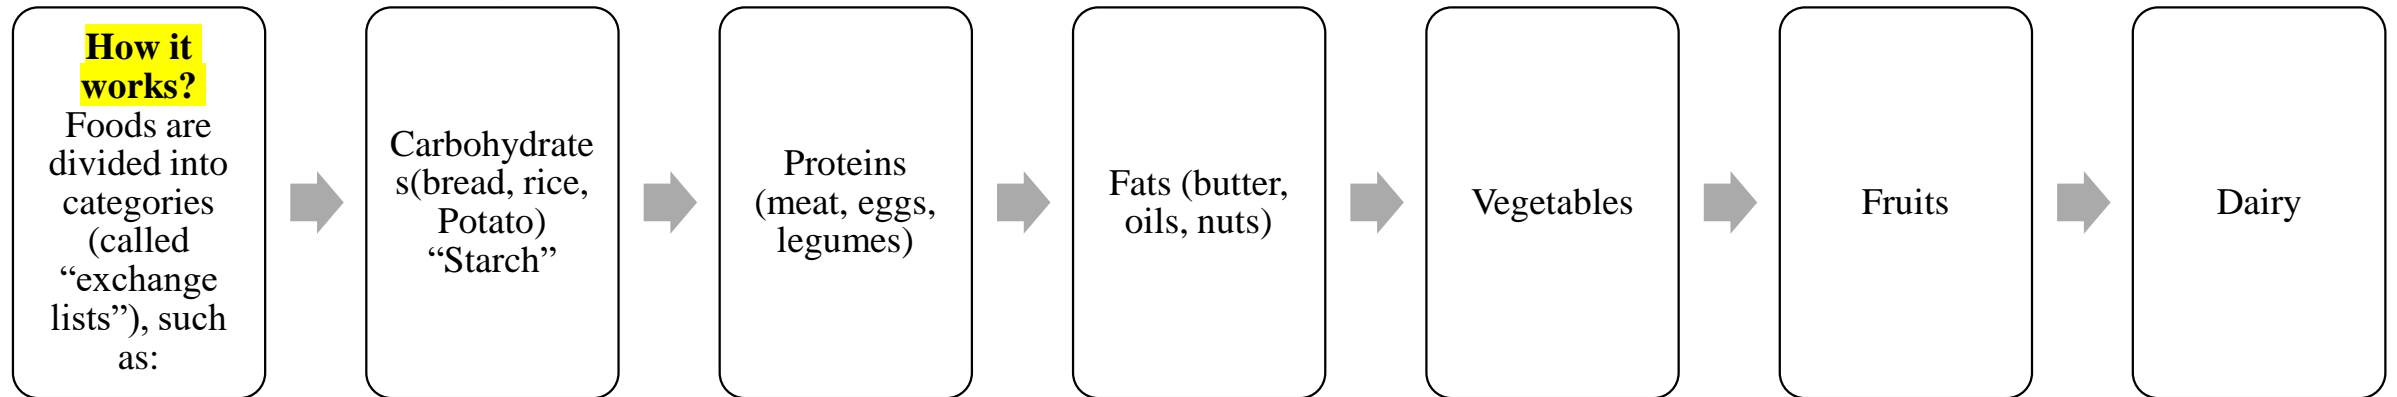 How it
works?
Foods are
divided into
categories
(called
“exchange
lists”), such
as:
Carbohydrate
s(bread, rice,
Potato)
“Starch”
Proteins
(meat, eggs,
legumes)
Fats (butter,
oils, nuts)
Vegetables
Fruits
Dairy